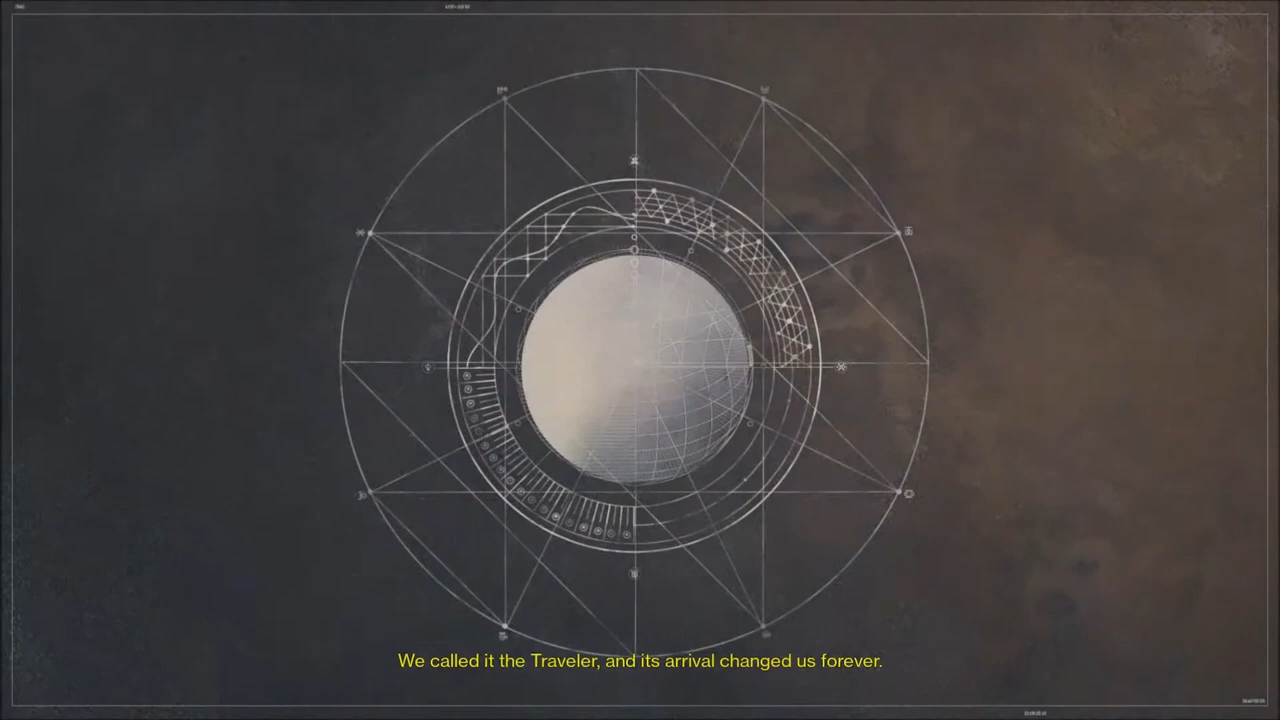 We called it the Traveler, and its arrival changed us forever.